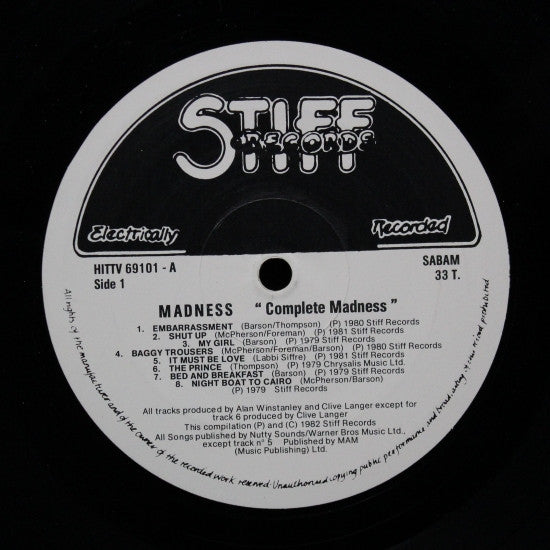 STIFF
RECORDS
Electrically Recorded
HITTV 69101 - A SABAM
Side 1 33 T.
MADNESS " Complete Madness "
1. EMBARRASSMENT (Barson/Thompson) (P) 1980 Stiff Records
2. SHUT UP (McPherson/Foreman) (P) 1981 Stiff Records
3. MY GIRL (Barson) (P) 1979 Stiff Records
4. BAGGY TROUSERS (McPherson/Foreman/Barson) (P) 1980 Stiff Records
5. IT MUST BE LOVE (Labbi Siffre) (P) 1981 Stiff Records
6. THE PRINCE (Thompson) (P) 1979 Chrysalis Music Ltd.
7. BED AND BREAKFAST (Barson) (P) 1979 Stiff Records
8. NIGHT BOAT TO CAIRO (McPherson/Barson)
(P) 1979 Stiff Records
All tracks produced by Alan Winstanley and Clive Langer except for
track 6 produced by Clive Langer
This compilation (P) and (C) 1982 Stiff Records
All Songs published by Nutty Sounds/Warner Bros Music Ltd.,
except track n° 5 Published by MAM
(Music Publishing) Ltd.
All rights of the manufacturer and of the owner of the recorded work reserved. Unauthorised copying public performance and broadcasting of this record prohibited